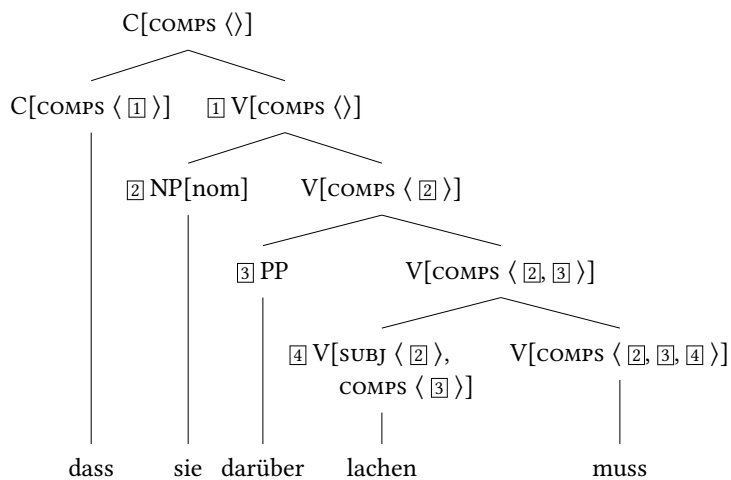 C[COMPS ⟨⟩]
C[COMPS ⟨ 1 ⟩] 1 V[COMPS ⟨⟩]
2 NP[nom] V[COMPS ⟨ 2 ⟩]
3 PP V[COMPS ⟨ 2, 3 ⟩]
4 V[SUBJ ⟨ 2 ⟩, V[COMPS ⟨ 2, 3, 4 ⟩]
COMPS ⟨ 3 ⟩]
dass sie darüber lachen muss